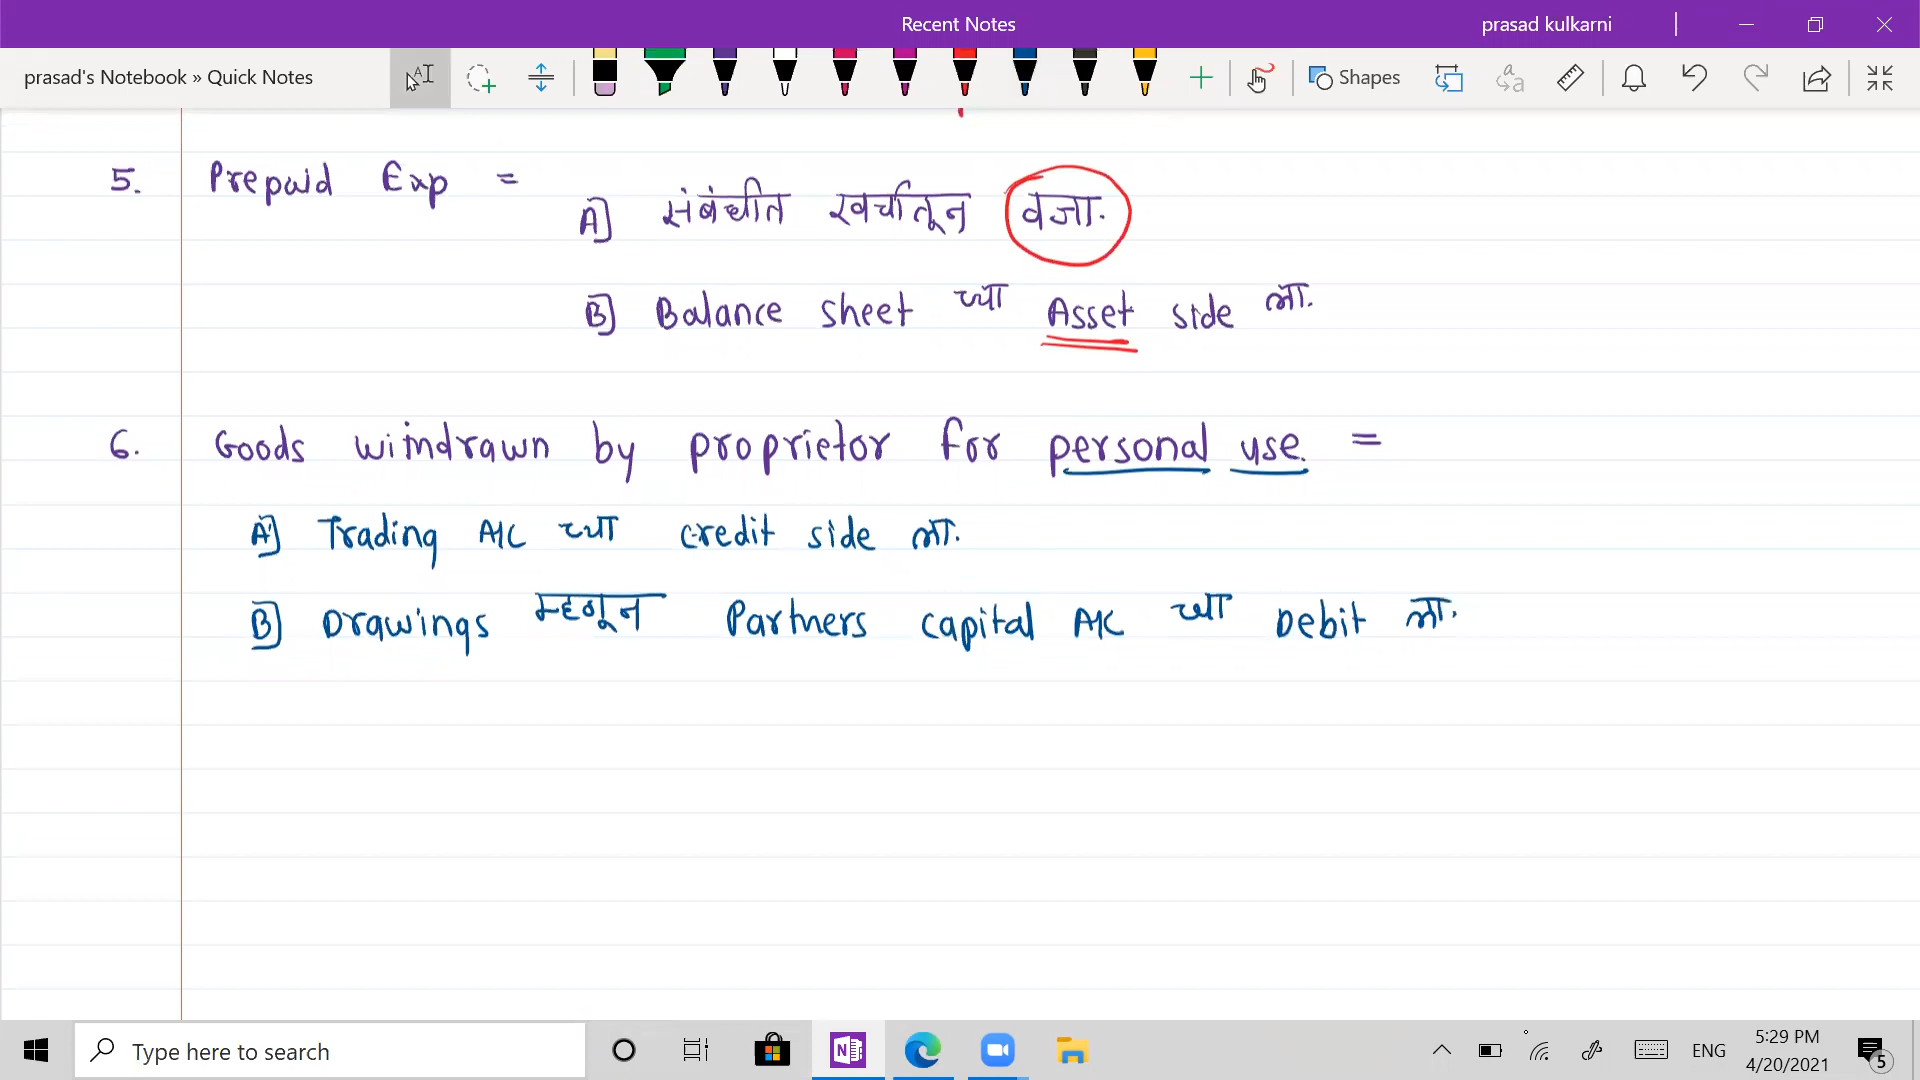 Recent Notes
prasad kulkarni
prasad's Notebook » Quick Notes
Shapes
5. Prepaid Exp =
A] संबंधीत खर्चातून वजा.
B] Balance sheet च्या Asset side ला.
6. Goods withdrawn by proprietor for personal use. =
A] Trading A/C च्या credit side ला.
B] Drawings म्हणून Partners capital A/C च्या Debit ला.
Type here to search
ENG
5:29 PM
4/20/2021
5